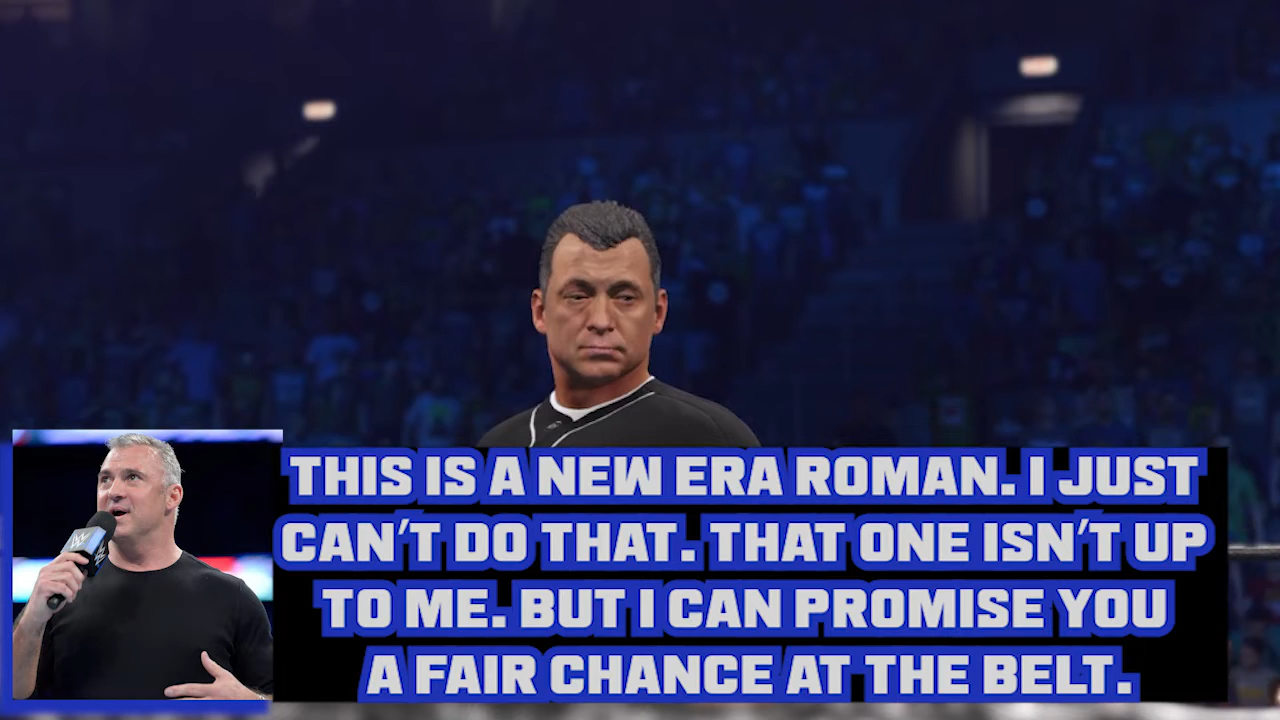 THIS IS A NEW ERA ROMAN. I JUST
CAN'T DO THAT. THAT ONE ISN'T UP
TO ME. BUT I CAN PROMISE YOU
A FAIR CHANCE AT THE BELT.